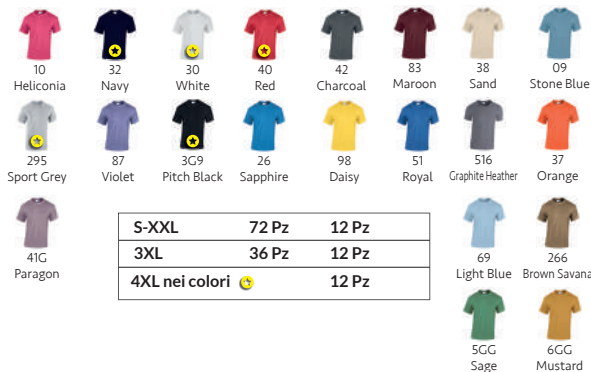 10 32 30 40 42 83 38 09
Heliconia Navy White Red Charcoal Maroon Sand Stone Blue
295 87 3G9 26 98 51 516 37
Sport Grey Violet Pitch Black Sapphire Daisy Royal Graphite Heather Orange
41G
Paragon
S-XXL 72 Pz 12 Pz
3XL 36 Pz 12 Pz
4XL nei colori 12 Pz
69 266
Light Blue Brown Savana
5GG 6GG
Sage Mustard